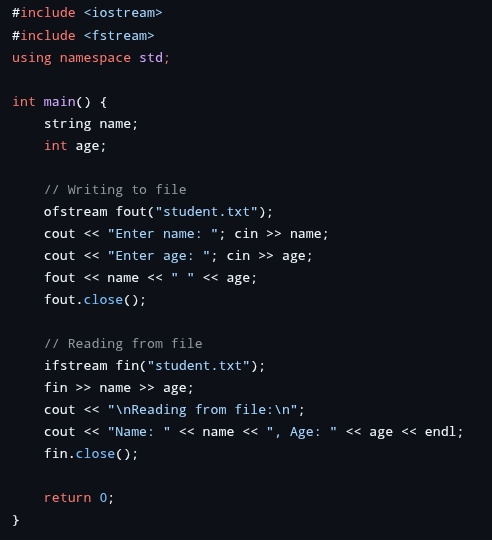 #include <iostream>
#include <fstream>
using namespace std;

int main() {
    string name;
    int age;

    // Writing to file
    ofstream fout("student.txt");
    cout << "Enter name: "; cin >> name;
    cout << "Enter age: "; cin >> age;
    fout << name << " " << age;
    fout.close();

    // Reading from file
    ifstream fin("student.txt");
    fin >> name >> age;
    cout << "\nReading from file:\n";
    cout << "Name: " << name << ", Age: " << age << endl;
    fin.close();

    return 0;
}